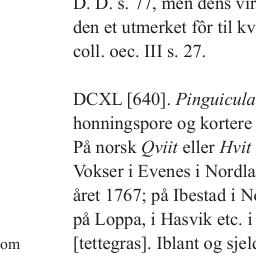 D. D. s. 77, men dens vir
den et utmerket fôr til kv
coll. oec. III s. 27.
DCXL [640]. Pinguicula
honningspore og kortere
På norsk Qviit eller Hvit
Vokser i Evenes i Nordla
året 1767; på Ibestad i No
på Loppa, i Hasvik etc. i
om [tettegras]. Iblant og sjeld